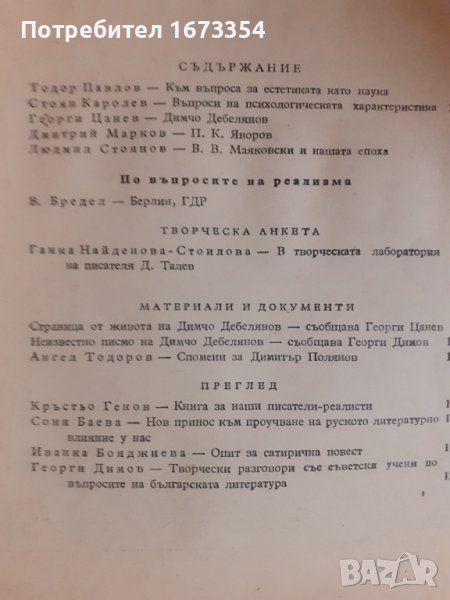 Потребител 1673354
СЪДЪРЖАНИЕ
Тодор Павлов — Към въпроса за естетиката като наука
Стоян Каролев — Въпроси на психологическата характеристика
Георги Цанев — Димчо Дебелянов
Дмитрий Марков — П. К. Яворов
Людмил Стоянов — В. В. Маяковски и нашата епоха
По въпросите на реализма
В. Бредел — Берлин, ГДР
ТВОРЧЕСКА АНКЕТА
Ганка Найденова-Стоилова — В творческата лаборатория
на писателя Д. Талев
МАТЕРИАЛИ И ДОКУМЕНТИ
Страница от живота на Димчо Дебелянов — съобщава Георги Цанев
Неизвестно писмо на Димчо Дебелянов — съобщава Георги Димов
Ангел Тодоров — Спомени за Димитър Полянов
ПРЕГЛЕД
Кръстьо Генов — Книга за наши писатели-реалисти
Соня Баева — Нов принос към проучване на руското литературно
влияние у нас
Иванка Бояджиева — Опит за сатирична повест
Георги Димов — Творчески разговори със съветски учени по
въпросите на българската литература
BAZAR